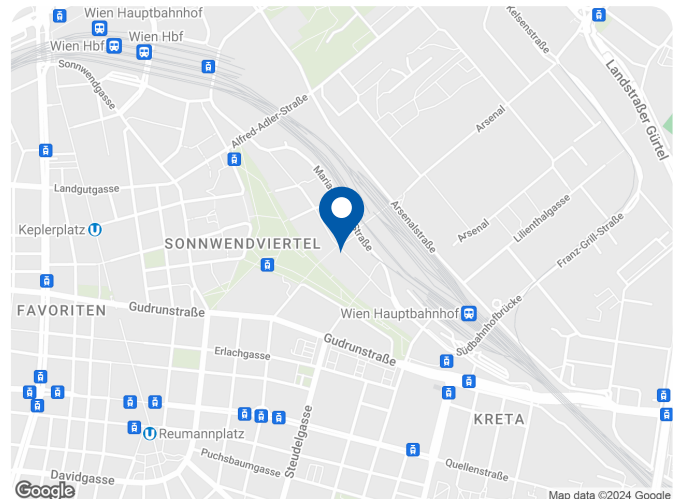 Wien Hauptbahnhof
Wien Hbf
Wien Hbf
Sonnwendgasse
Kelsenstraße
Landstraßer Gürtel
Arsenal
Alfred-Adler-Straße
Landgutgasse
Maria-
Straße
Arsenalstraße
Keplerplatz
U
Arsenal
Lilienthalgasse
Franz-Grill-Straße
SONNWENDVIERTEL
FAVORITEN
Gudrunstraße
Wien Hauptbahnhof
Südbahnhofbrücke
Gudrunstraße
Erlachgasse
Steudelgasse
KRETA
U
Reumannplatz
Puchsbaumgasse
Quellenstraße
Davidgasse
Google
Map data ©2024 Google